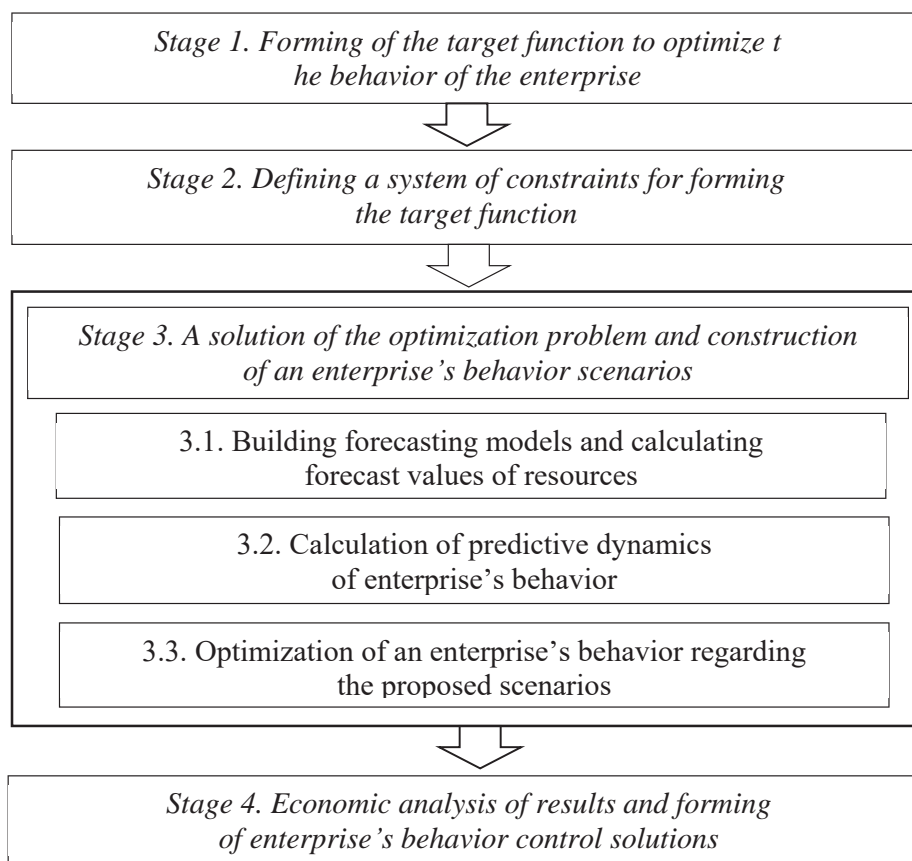 Stage 1. Forming of the target function to optimize t
he behavior of the enterprise
Stage 2. Defining a system of constraints for forming
the target function
Stage 3. A solution of the optimization problem and construction
of an enterprise’s behavior scenarios
3.1. Building forecasting models and calculating
forecast values of resources
3.2. Calculation of predictive dynamics
of enterprise’s behavior
3.3. Optimization of an enterprise’s behavior regarding
the proposed scenarios
Stage 4. Economic analysis of results and forming
of enterprise’s behavior control solutions